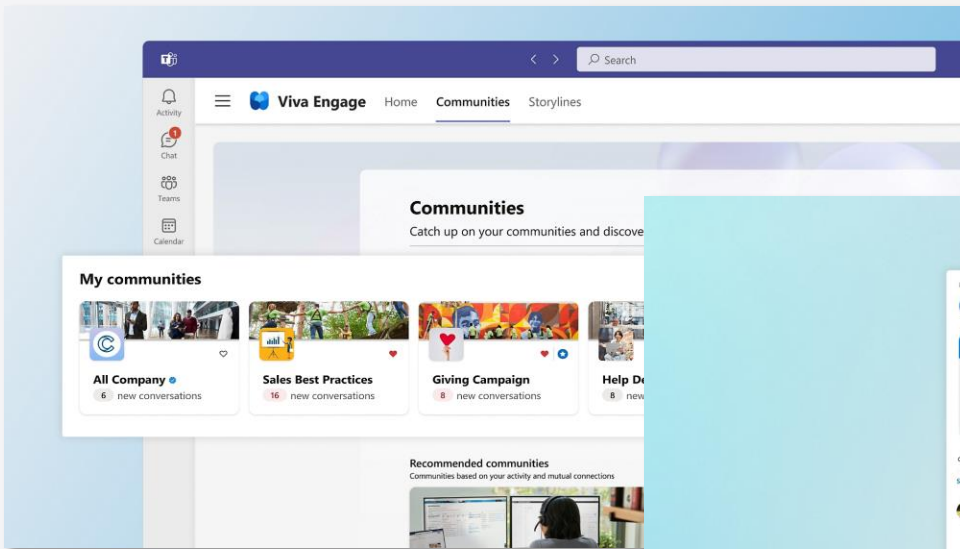 Search
Activity
Viva Engage Home Communities Storylines
1
Chat
Teams
Calendar
Communities
Catch up on your communities and discove
My communities
All Company
6 new conversations
Sales Best Practices
16 new conversations
Giving Campaign
8 new conversations
Help De
8 new
Recommended communities
Communities based on your activity and mutual connections